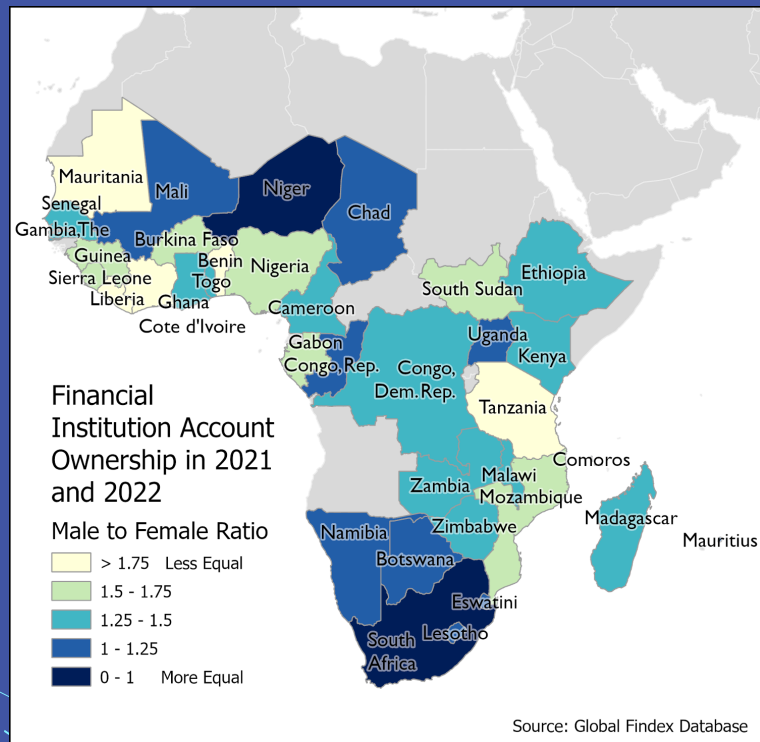 Mauritania
Mali
Niger
Chad
Senegal
Gambia,The
Burkina Faso
Guinea
Benin
Nigeria
Sierra Leone
Togo
Liberia
Ghana
Cote d'Ivoire
Cameroon
South Sudan
Ethiopia
Gabon
Uganda
Kenya
Congo, Rep.
Congo,
Dem. Rep.
Tanzania
Comoros
Malawi
Zambia
Mozambique
Zimbabwe
Madagascar
Mauritius
Namibia
Botswana
Eswatini
Lesotho
South
Africa
Financial
Institution Account
Ownership in 2021
and 2022
Male to Female Ratio
> 1.75 Less Equal
1.5 - 1.75
1.25 - 1.5
1 - 1.25
0 - 1 More Equal
Source: Global Findex Database